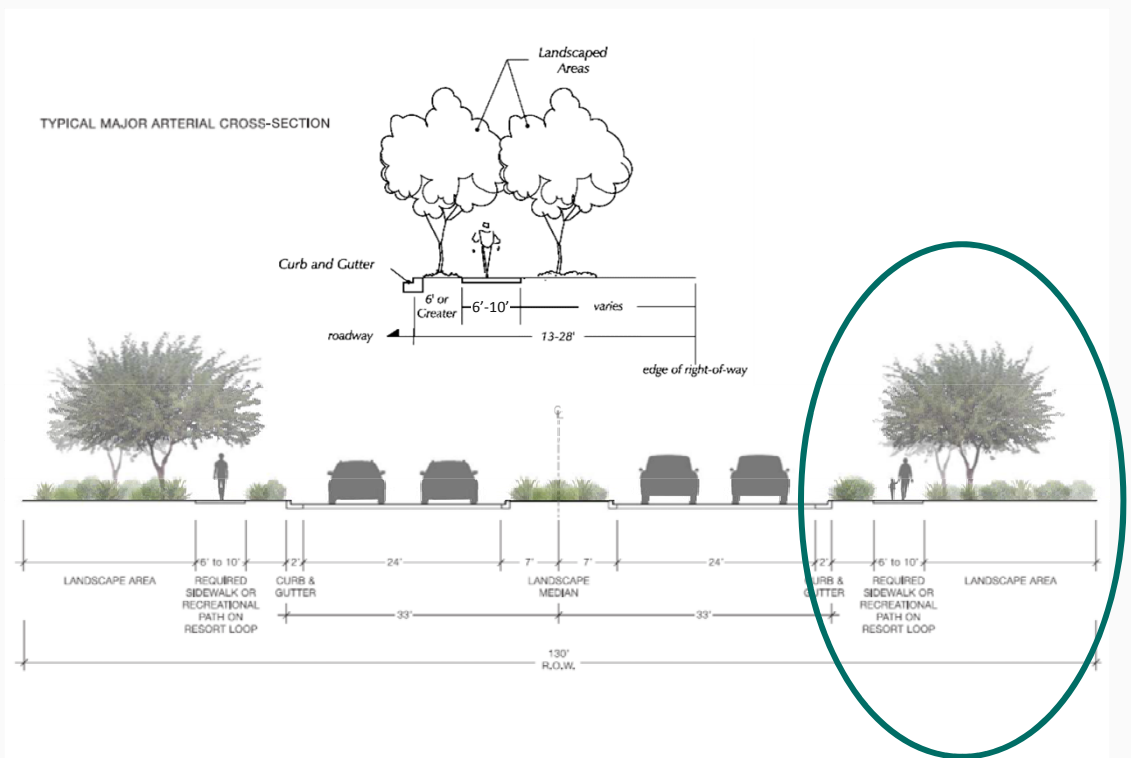 Landscaped
Areas
TYPICAL MAJOR ARTERIAL CROSS-SECTION
Curb and Gutter
6' or
Greater
6'-10'
varies
roadway
13-28'
edge of right-of-way
℄
6' to 10'
2'
24'
7'
7'
24'
2'
6' to 10'
LANDSCAPE AREA
REQUIRED
SIDEWALK OR
RECREATIONAL
PATH ON
RESORT LOOP
CURB &
GUTTER
LANDSCAPE
MEDIAN
CURB &
GUTTER
REQUIRED
SIDEWALK OR
RECREATIONAL
PATH ON
RESORT LOOP
LANDSCAPE AREA
33'
33'
130'
R.O.W.